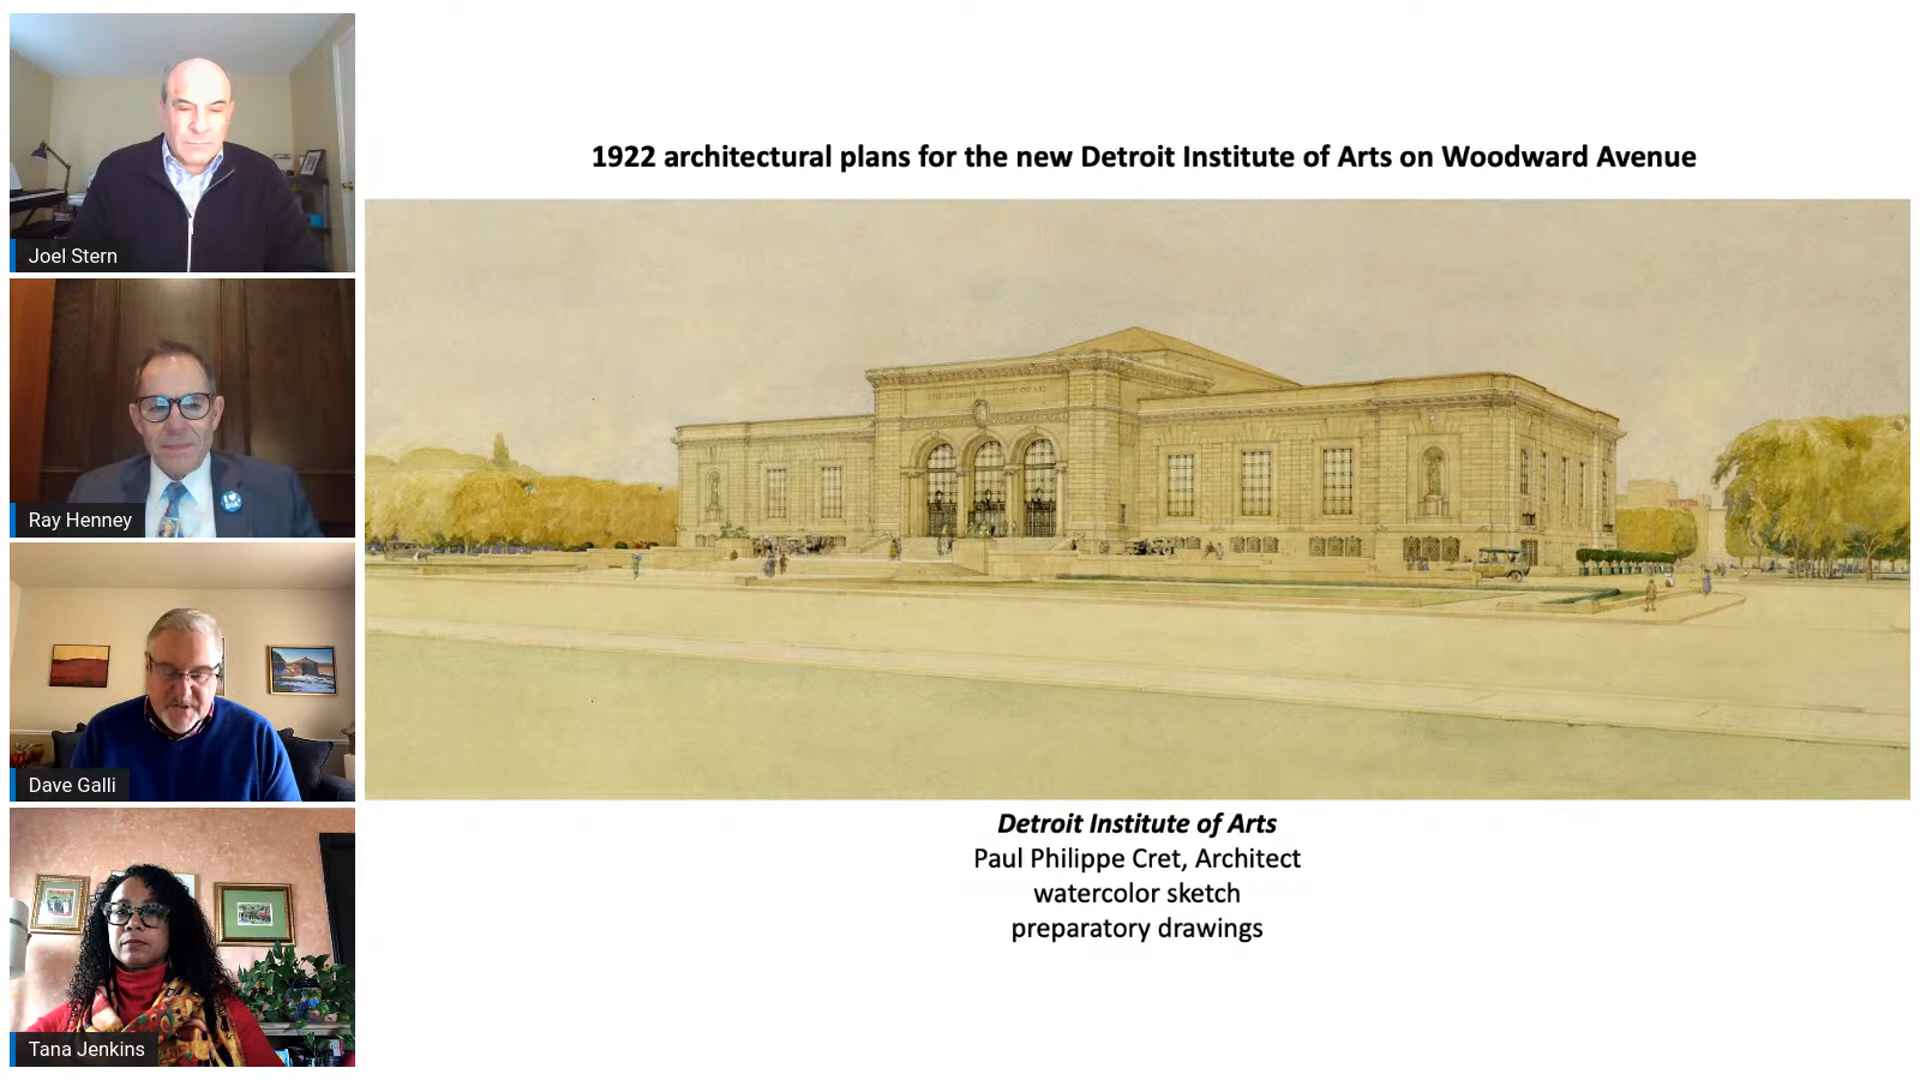 Joel Stern
Ray Henney
I ♥
DIA
Dave Galli
Tana Jenkins
1922 architectural plans for the new Detroit Institute of Arts on Woodward Avenue
Detroit Institute of Arts
Paul Philippe Cret, Architect
watercolor sketch
preparatory drawings